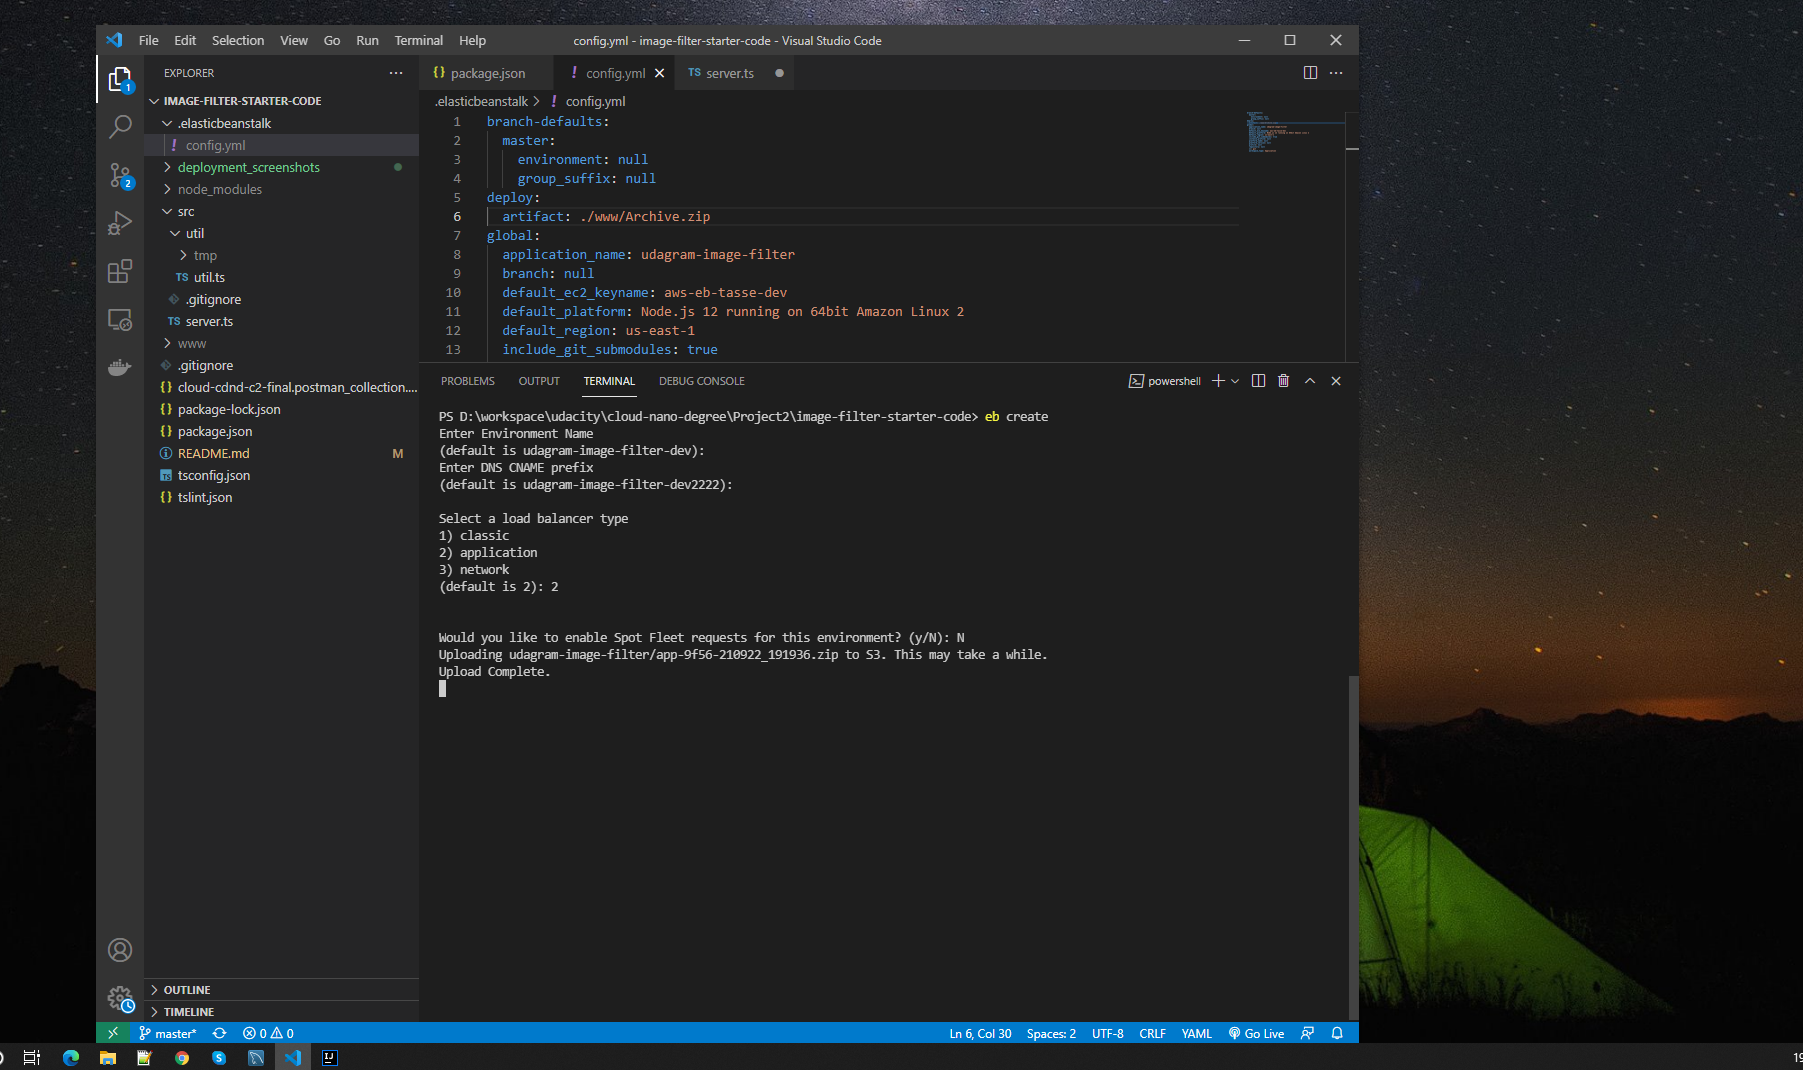 File Edit Selection View Go Run Terminal Help
config.yml - image-filter-starter-code - Visual Studio Code
EXPLORER
IMAGE-FILTER-STARTER-CODE
.elasticbeanstalk
! config.yml
deployment_screenshots
node_modules
src
util
tmp
TS util.ts
.gitignore
TS server.ts
www
.gitignore
{} cloud-cdnd-c2-final.postman_collection....
{} package-lock.json
{} package.json
README.md M
TS tsconfig.json
{} tslint.json
OUTLINE
TIMELINE
1
2
{} package.json
! config.yml
TS server.ts
.elasticbeanstalk > ! config.yml
1 branch-defaults:
2 master:
3 environment: null
4 group_suffix: null
5 deploy:
6 artifact: ./www/Archive.zip
7 global:
8 application_name: udagram-image-filter
9 branch: null
10 default_ec2_keyname: aws-eb-tasse-dev
11 default_platform: Node.js 12 running on 64bit Amazon Linux 2
12 default_region: us-east-1
13 include_git_submodules: true
PROBLEMS OUTPUT TERMINAL DEBUG CONSOLE
powershell
PS D:\workspace\udacity\cloud-nano-degree\Project2\image-filter-starter-code> eb create
Enter Environment Name
(default is udagram-image-filter-dev):
Enter DNS CNAME prefix
(default is udagram-image-filter-dev2222):
Select a load balancer type
1) classic
2) application
3) network
(default is 2): 2
Would you like to enable Spot Fleet requests for this environment? (y/N): N
Uploading udagram-image-filter/app-9f56-210922_191936.zip to S3. This may take a while.
Upload Complete.
master* 0 0
Ln 6, Col 30 Spaces: 2 UTF-8 CRLF YAML Go Live
S
IJ
19